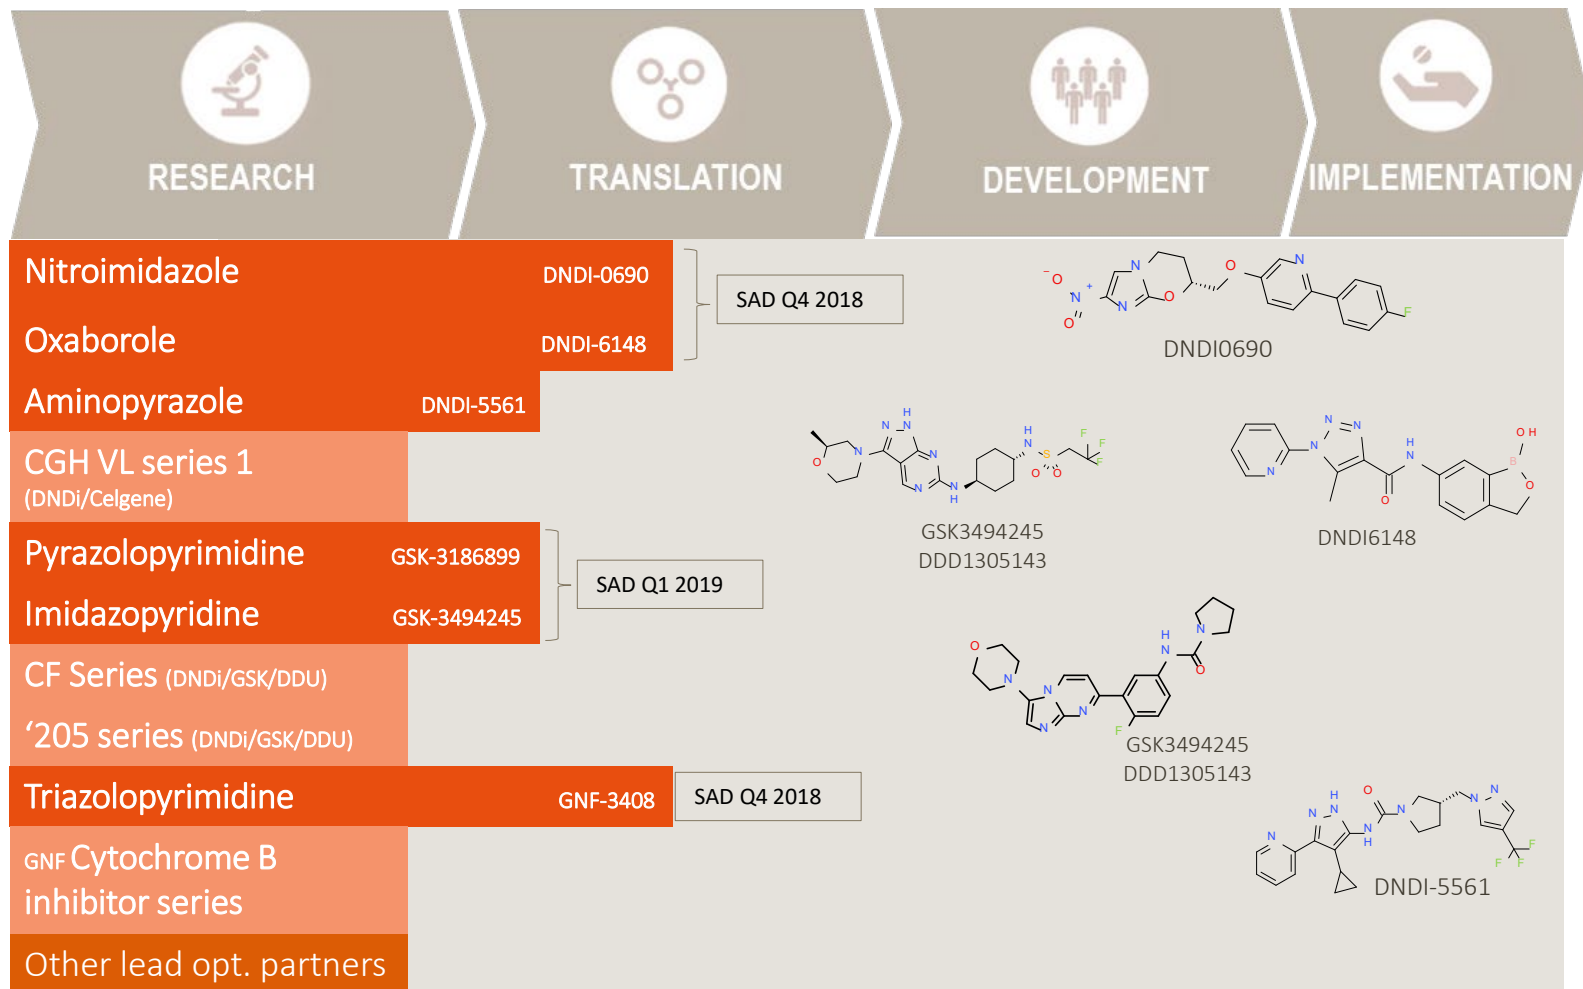 RESEARCH
TRANSLATION
DEVELOPMENT
IMPLEMENTATION
Nitroimidazole DNDI-0690
SAD Q4 2018
Oxaborole DNDI-6148
Aminopyrazole DNDI-5561
CGH VL series 1
(DNDi/Celgene)
Pyrazolopyrimidine GSK-3186899
SAD Q1 2019
Imidazopyridine GSK-3494245
CF Series (DNDi/GSK/DDU)
‘205 series (DNDi/GSK/DDU)
Triazolopyrimidine GNF-3408
SAD Q4 2018
GNF Cytochrome B
inhibitor series
Other lead opt. partners
DNDI0690
GSK3494245
DDD1305143
DNDI6148
GSK3494245
DDD1305143
DNDI-5561